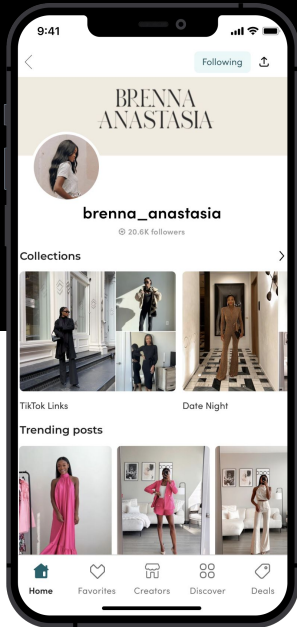 9:41
Following
BRENNA
ANASTASIA
brenna_anastasia
20.6K followers
Collections
TikTok Links
Date Night
Trending posts
Home
Favorites
Creators
Discover
Deals